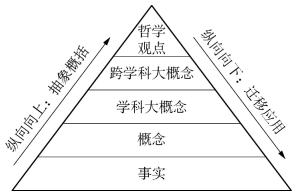 哲学
观点
跨学科大概念
学科大概念
概念
事实
纵向向上：抽象概括
纵向向下：迁移应用